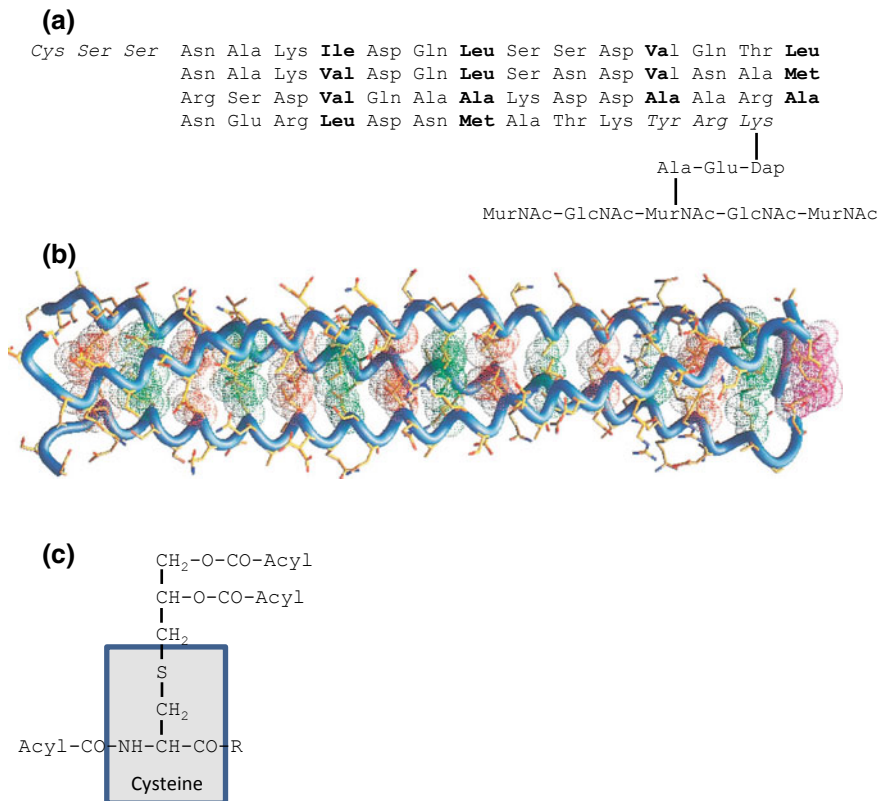 (a)
Cys Ser Ser Asn Ala Lys Ile Asp Gln Leu Ser Ser Asp Val Gln Thr Leu
Asn Ala Lys Val Asp Gln Leu Ser Asn Asp Val Asn Ala Met
Arg Ser Asp Val Gln Ala Ala Lys Asp Asp Ala Ala Arg Ala
Asn Glu Arg Leu Asp Asn Met Ala Thr Lys Tyr Arg Lys
Ala-Glu-Dap
MurNAc-GlcNAc-MurNAc-GlcNAc-MurNAc
(b)
(c)
CH2-O-CO-Acyl
CH-O-CO-Acyl
CH2
S
CH2
Acyl-CO-NH-CH-CO-R
Cysteine